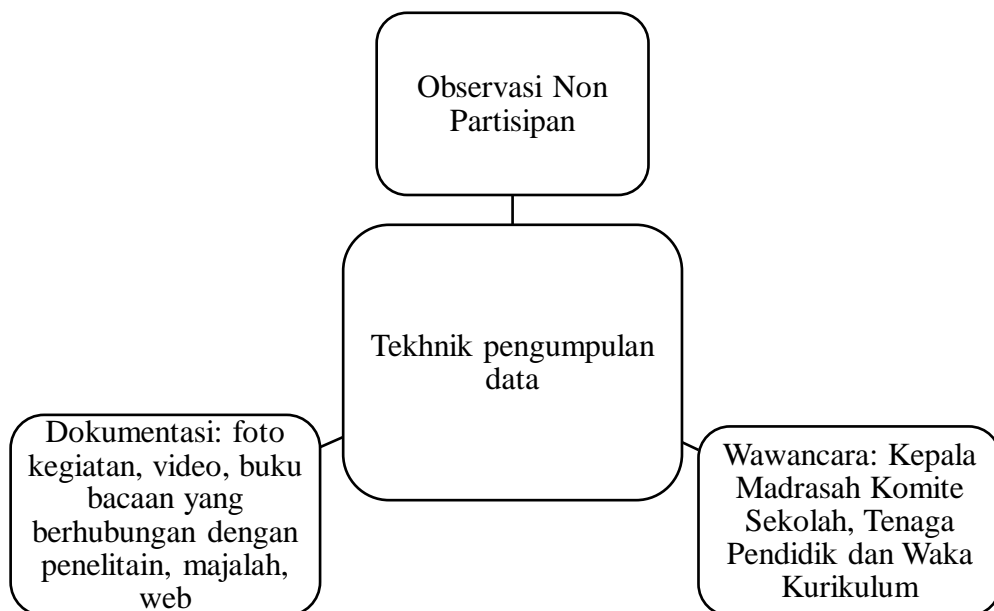 Observasi Non
Partisipan
Tekhnik pengumpulan
data
Dokumentasi: foto
kegiatan, video, buku
bacaan yang
berhubungan dengan
penelitain, majalah,
web
Wawancara: Kepala
Madrasah Komite
Sekolah, Tenaga
Pendidik dan Waka
Kurikulum